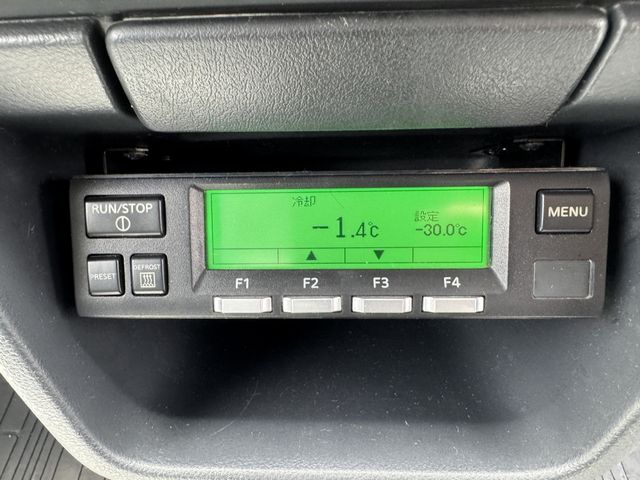 RUN/STOP
冷却
-1.4℃
設定
-30.0℃
▲ ▼
MENU
PRESET
DEFROST
F1 F2 F3 F4